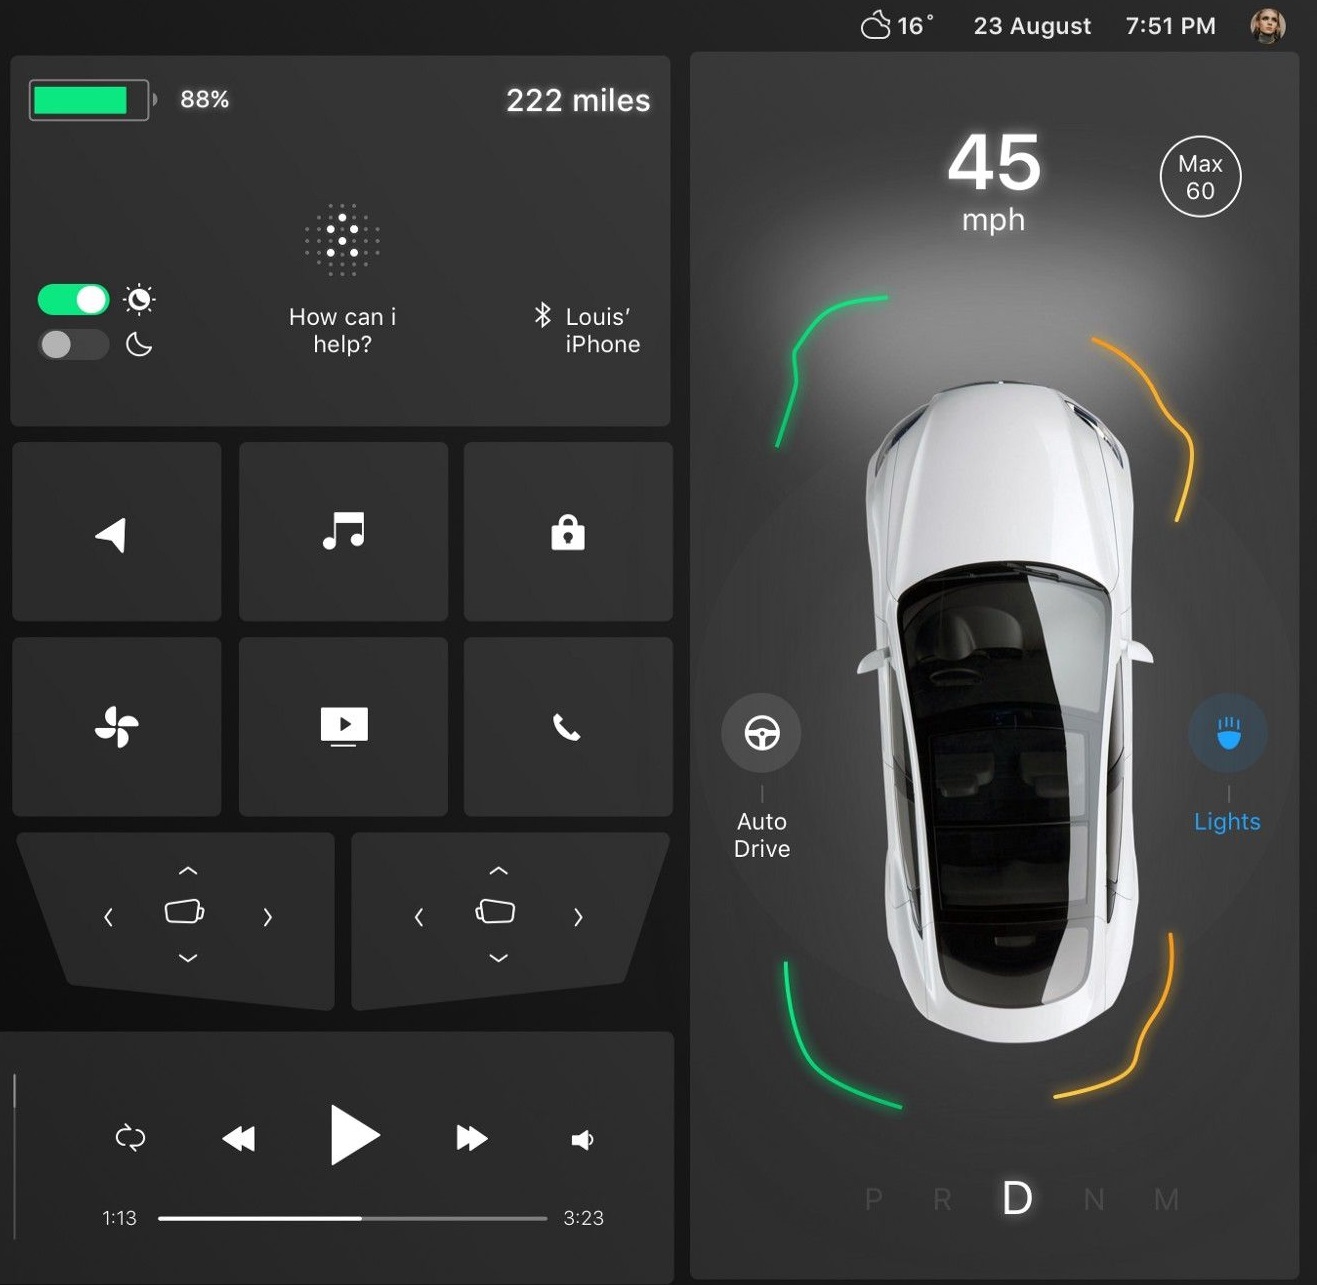 16°
23 August
7:51 PM
88%
222 miles
How can i
help?
Louis’
iPhone
45
mph
Max
60
Auto
Drive
Lights
1:13
3:23
P R D N M